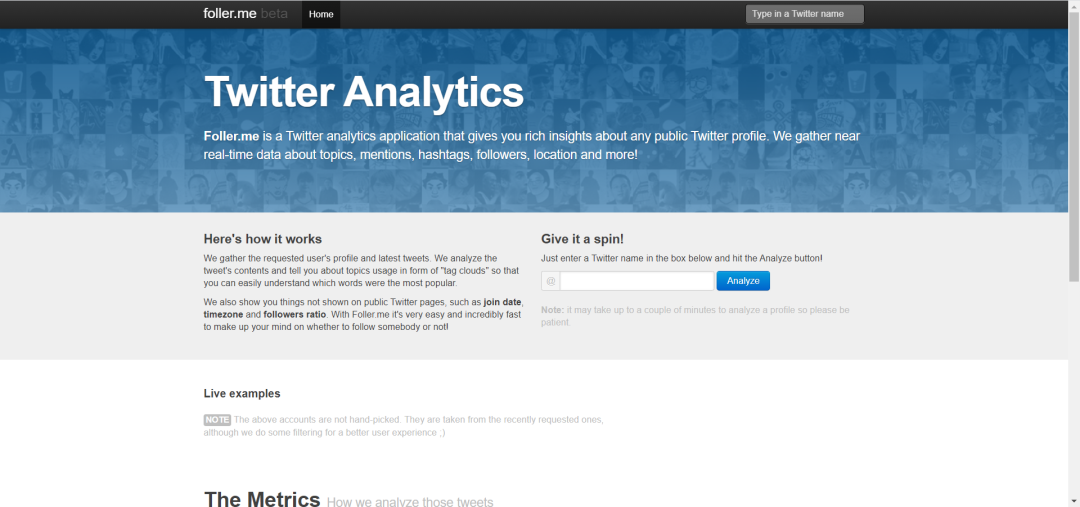 foller.me beta
Home
Type in a Twitter name
Twitter Analytics
Foller.me is a Twitter analytics application that gives you rich insights about any public Twitter profile. We gather near
real-time data about topics, mentions, hashtags, followers, location and more!
Here's how it works
We gather the requested user's profile and latest tweets. We analyze the
tweet's contents and tell you about topics usage in form of "tag clouds" so that
you can easily understand which words were the most popular.
We also show you things not shown on public Twitter pages, such as join date,
timezone and followers ratio. With Foller.me it's very easy and incredibly fast
to make up your mind on whether to follow somebody or not!
Give it a spin!
Just enter a Twitter name in the box below and hit the Analyze button!
@
Analyze
Note: it may take up to a couple of minutes to analyze a profile so please be
patient
Live examples
NOTE The above accounts are not hand-picked. They are taken from the recently requested ones,
although we do some filtering for a better user experience ;)
The Metrics How we analyze those tweets